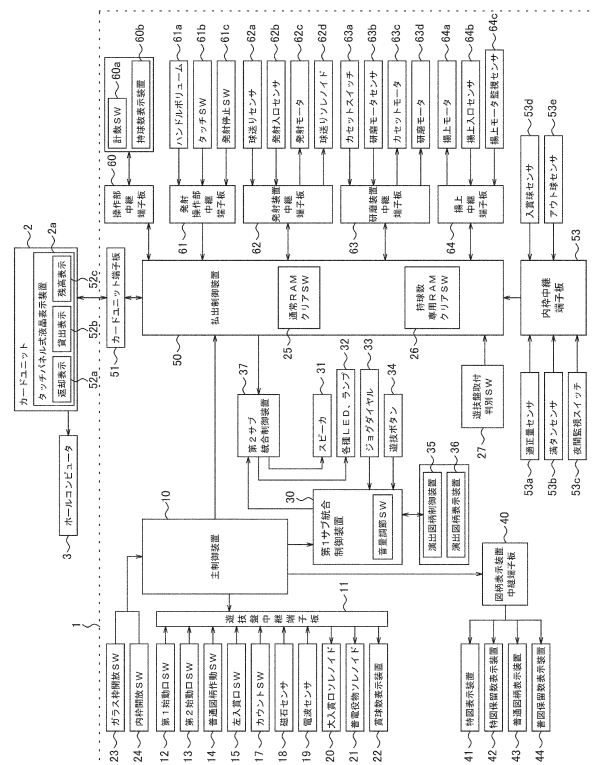 カードユニット
2
タッチパネル式液晶表示装置
2a
返却表示
貸出表示
残高表示
52a
52b
52c
ホールコンピュータ
3
1
51
カードユニット端子板
ガラス枠開放SW
23
内枠開放SW
24
第1始動口SW
12
第2始動口SW
13
普通図柄作動SW
14
左入賞口SW
15
カウントSW
17
磁石センサ
18
電波センサ
19
大入賞口ソレノイド
20
普電役物ソレノイド
21
賞球数表示装置
22
遊技盤中継端子板
11
主制御装置
10
第1サブ統合
制御装置
30
音量調節SW
第2サブ
統合制御装置
37
スピーカ
31
各種LED、ランプ
32
ジョグダイヤル
33
遊技ボタン
34
演出図柄制御装置
35
演出図柄表示装置
36
図柄表示装置
中継端子板
40
特図表示装置
41
特図保留数表示装置
42
普通図柄表示装置
43
普図保留数表示装置
44
払出制御装置
50
通常RAM
クリアSW
25
持球数
専用RAM
クリアSW
26
遊技盤取付
判別SW
27
操作部
中継
端子板
60
計数SW
60a
持球数表示装置
60b
発射
操作部
中継
端子板
61
ハンドルボリューム
61a
タッチSW
61b
発射停止SW
61c
発射装置
中継
端子板
62
球送りセンサ
62a
発射入口センサ
62b
発射モータ
62c
球送りソレノイド
62d
研磨装置
中継
端子板
63
カセットスイッチ
63a
研磨モータセンサ
63b
カセットモータ
63c
研磨モータ
63d
揚上
中継
端子板
64
揚上モータ
64a
揚上入口センサ
64b
揚上モータ監視センサ
64c
内枠中継
端子板
53
適正量センサ
53a
満タンセンサ
53b
夜間監視スイッチ
53c
入賞球センサ
53d
アウト球センサ
53e